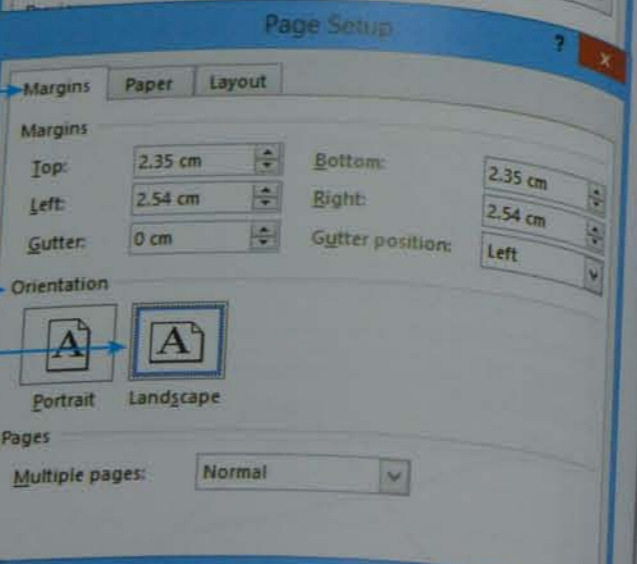 Page Setup
? x
Margins Paper Layout
Margins
Top: 2.35 cm Bottom: 2.35 cm
Left: 2.54 cm Right: 2.54 cm
Gutter: 0 cm Gutter position: Left
Orientation
A A
Portrait Landscape
Pages
Multiple pages: Normal